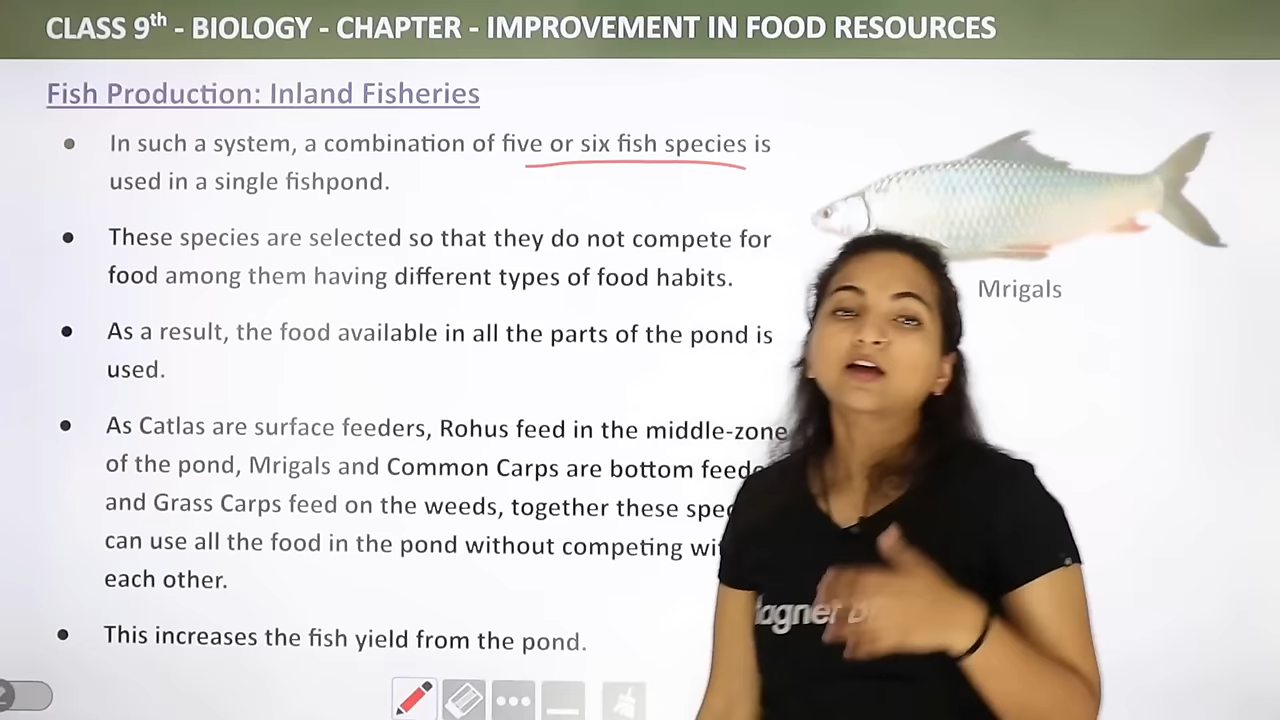 CLASS 9th - BIOLOGY - CHAPTER - IMPROVEMENT IN FOOD RESOURCES
Fish Production: Inland Fisheries
• In such a system, a combination of five or six fish species is
used in a single fishpond.
• These species are selected so that they do not compete for
food among them having different types of food habits.
• As a result, the food available in all the parts of the pond is
used.
• As Catlas are surface feeders, Rohus feed in the middle-zone
of the pond, Mrigals and Common Carps are bottom
and Grass Carps feed on the weeds, together these
can use all the food in the pond without competing
each other.
• This increases the fish yield from the pond.
Mrigals